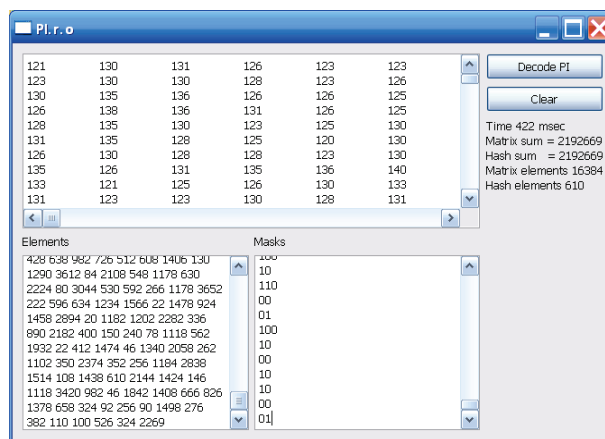 PI. r. o
121 130 131 126 123 123
123 130 130 128 123 126
130 135 136 126 126 125
126 138 136 131 126 125
128 135 130 123 125 130
131 135 128 125 120 130
126 130 128 128 123 130
135 126 131 135 136 140
133 121 125 126 130 133
131 123 123 130 128 131
Decode PI
Clear
Time 422 msec
Matrix sum = 2192669
Hash sum = 2192669
Matrix elements 16384
Hash elements 610
Elements
428 638 982 726 512 608 1406 130
1290 3612 84 2108 548 1178 630
2224 80 3044 530 592 266 1178 3652
222 596 634 1234 1566 22 1478 924
1458 2894 20 1182 1202 2282 336
890 2182 400 150 240 78 1118 562
1932 22 412 1474 46 1340 2058 262
1102 350 2374 352 256 1184 2838
1514 108 1438 610 2144 1424 146
1118 3420 982 46 1842 1408 666 826
1378 658 324 92 256 90 1498 276
382 110 100 526 324 2269
Masks
100
10
110
00
01
100
10
00
10
10
00
01